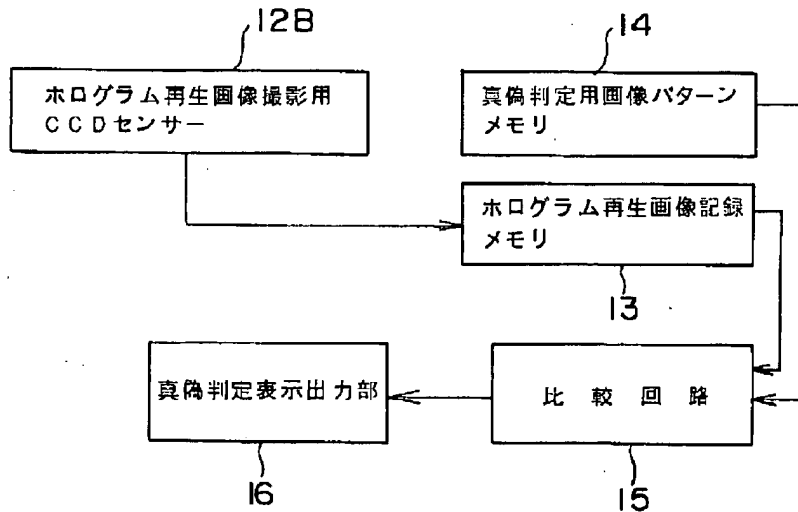 12B
ホログラム再生画像撮影用
CCDセンサー
14
真偽判定用画像パターン
メモリ
ホログラム再生画像記録
メモリ
13
真偽判定表示出力部
16
比較回路
15